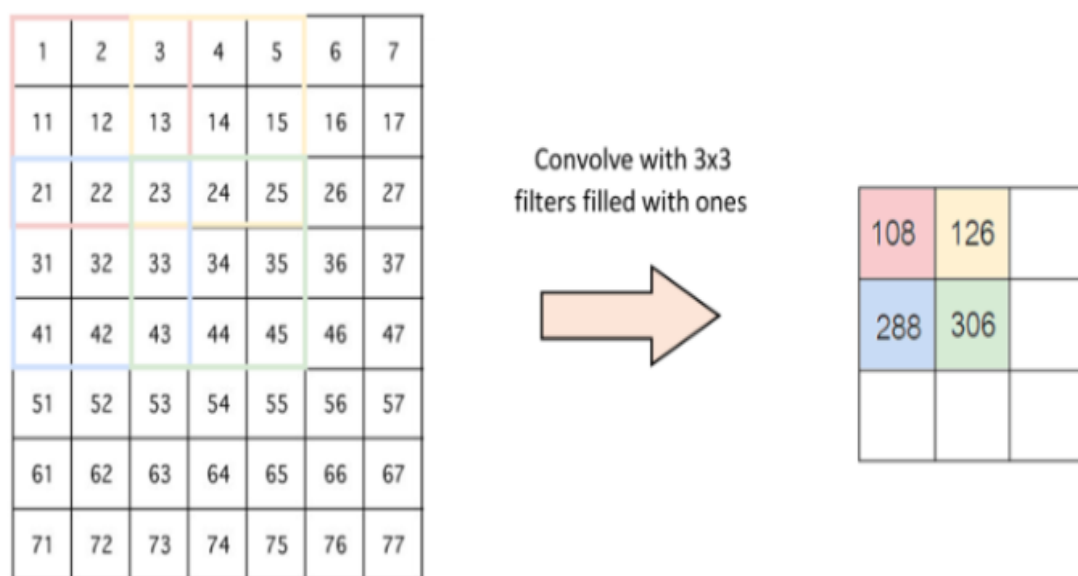 1 2 3 4 5 6 7
11 12 13 14 15 16 17
21 22 23 24 25 26 27
31 32 33 34 35 36 37
41 42 43 44 45 46 47
51 52 53 54 55 56 57
61 62 63 64 65 66 67
71 72 73 74 75 76 77
Convolve with 3x3
filters filled with ones
108 126
288 306